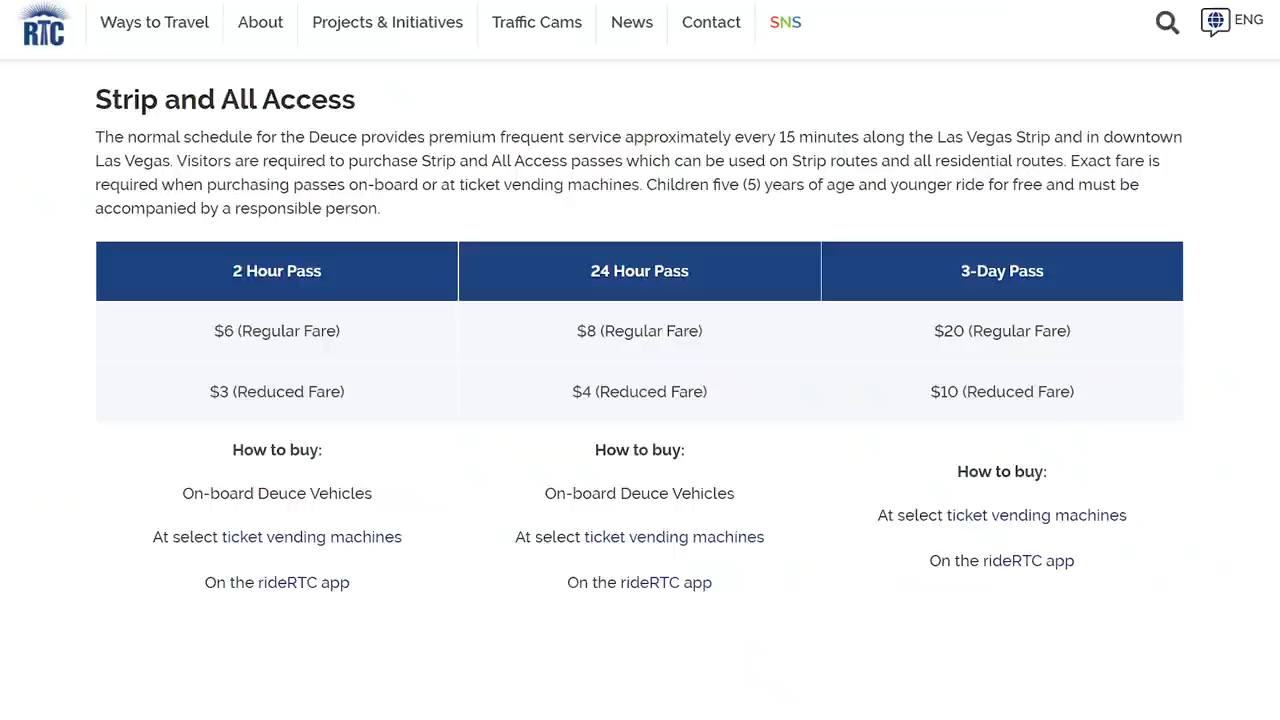 RTC
Ways to Travel
About
Projects & Initiatives
Traffic Cams
News
Contact
SNS
ENG
Strip and All Access
The normal schedule for the Deuce provides premium frequent service approximately every 15 minutes along the Las Vegas Strip and in downtown
Las Vegas. Visitors are required to purchase Strip and All Access passes which can be used on Strip routes and all residential routes. Exact fare is
required when purchasing passes on-board or at ticket vending machines. Children five (5) years of age and younger ride for free and must be
accompanied by a responsible person.
2 Hour Pass
24 Hour Pass
3-Day Pass
$6 (Regular Fare)
$8 (Regular Fare)
$20 (Regular Fare)
$3 (Reduced Fare)
$4 (Reduced Fare)
$10 (Reduced Fare)
How to buy:
On-board Deuce Vehicles
At select ticket vending machines
On the rideRTC app
How to buy:
On-board Deuce Vehicles
At select ticket vending machines
On the rideRTC app
How to buy:
At select ticket vending machines
On the rideRTC app